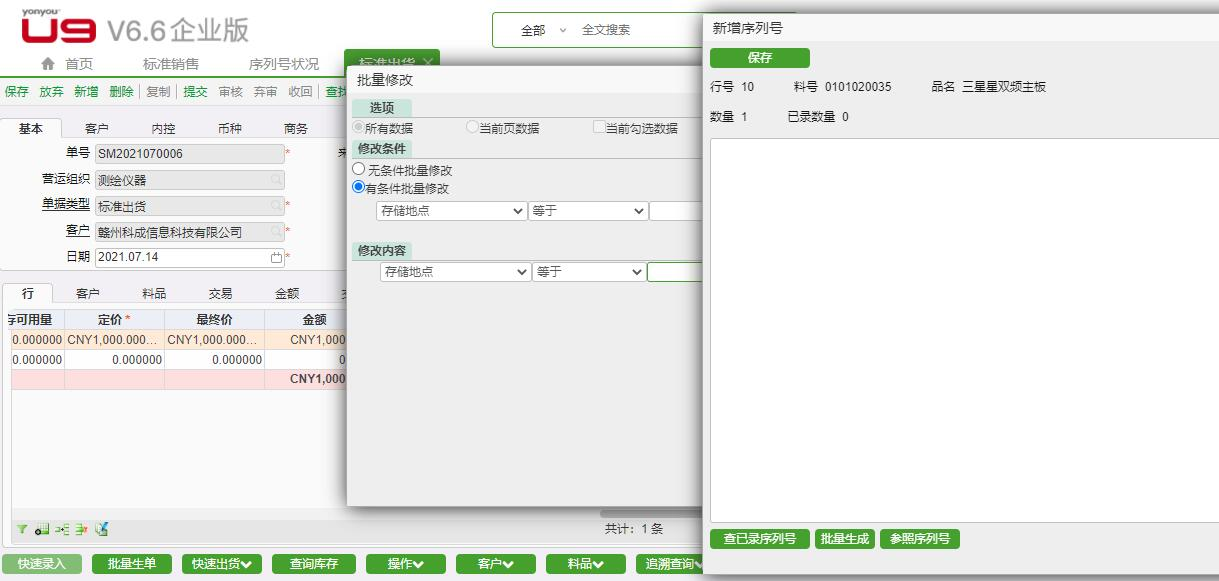 yonyou
U9 V6.6企业版
全部 全文搜索
首页 标准销售 序列号状况 标准出货
保存 放弃 新增 删除 复制 提交 审核 弃审 收回 查找
基本 客户 内控 币种 商务
单号 SM2021070006 *
营运组织 测绘仪器
单据类型 标准出货 *
客户 赣州科成信息科技有限公司 *
日期 2021.07.14 *
行 客户 料品 交易 金额
存可用量 定价 * 最终价 金额
0.000000 CNY1,000.000... CNY1,000.000... CNY1,000
0.000000 0.000000 0.000000 0
CNY1,000
共计：1 条
快速录入 批量生单 快速出货 查询库存 操作 客户 料品 追溯查询
批量修改
选项
所有数据 当前页数据 当前勾选数据
修改条件
无条件批量修改
有条件批量修改
存储地点 等于
修改内容
存储地点 等于
新增序列号
保存
行号 10 料号 0101020035 品名 三星星双频主板
数量 1 已录数量 0
查已录序列号 批量生成 参照序列号